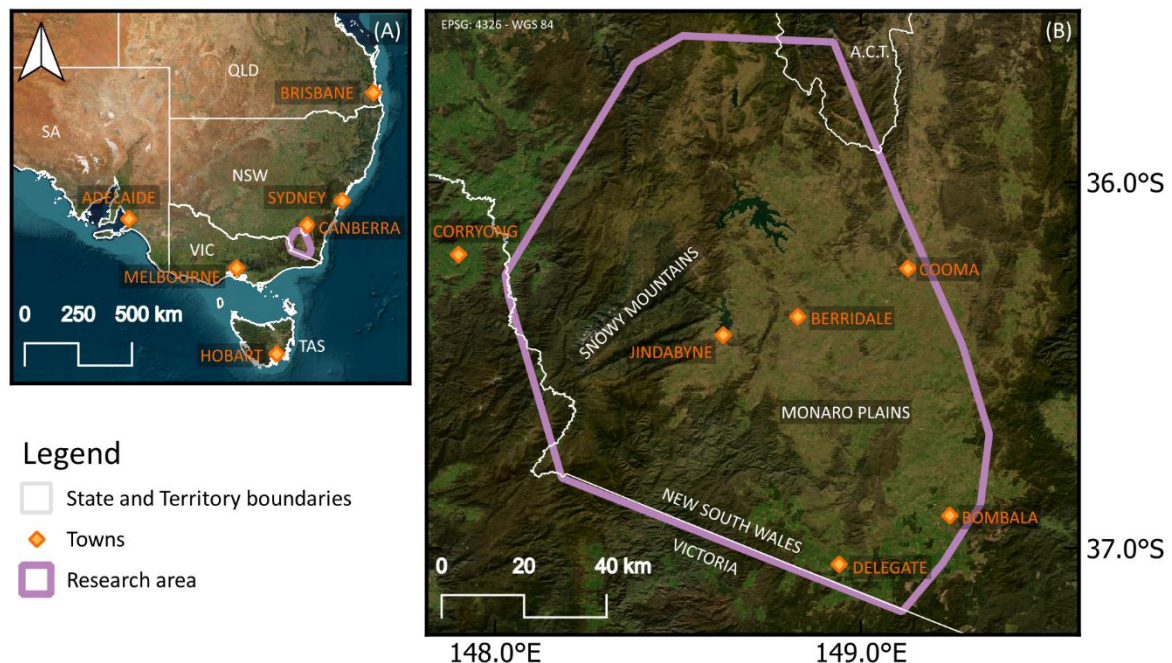 (A)
QLD
BRISBANE
SA
NSW
ADELAIDE
SYDNEY
CANBERRA
VIC
MELBOURNE
0 250 500 km
TAS
HOBART
Legend
State and Territory boundaries
Towns
Research area
EPSG: 4326 - WGS 84
(B)
A.C.T.
36.0°S
CORRYONG
SNOWY MOUNTAINS
COOMA
BERRIDALE
JINDABYNE
MONARO PLAINS
NEW SOUTH WALES
VICTORIA
BOMBALA
37.0°S
DELEGATE
0 20 40 km
148.0°E
149.0°E